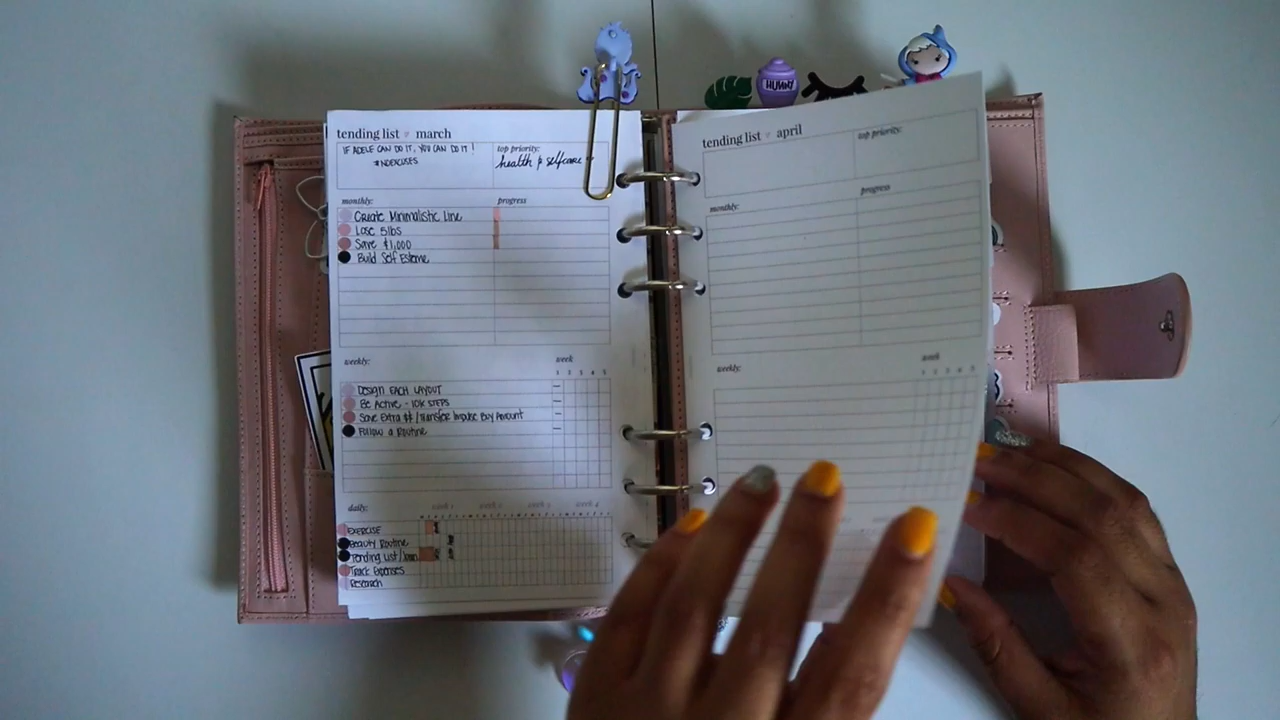 HUNNY
tending list ♥ march
IF ADELE CAN DO IT, YOU CAN DO IT!
#NOEXCUSES
top priority:
health & selfcare
monthly:
progress
Create Minimalistic Line
Lose 5lbs
Save $1,000
Build Self Esteme
weekly:
week
1 2 3 4 5
Design EACH LAYOUT
Be Active - 10K STEPS
Save Extra $$/Transfer Impulse Buy Amount
Follow a Routine
daily:
week 1 week 2 week 3 week 4
EXERCISE
Beauty Routine
Tending List/
Track Expenses
Research
tending list ♥ april
top priority:
monthly:
progress
weekly:
week
1 2 3 4 5